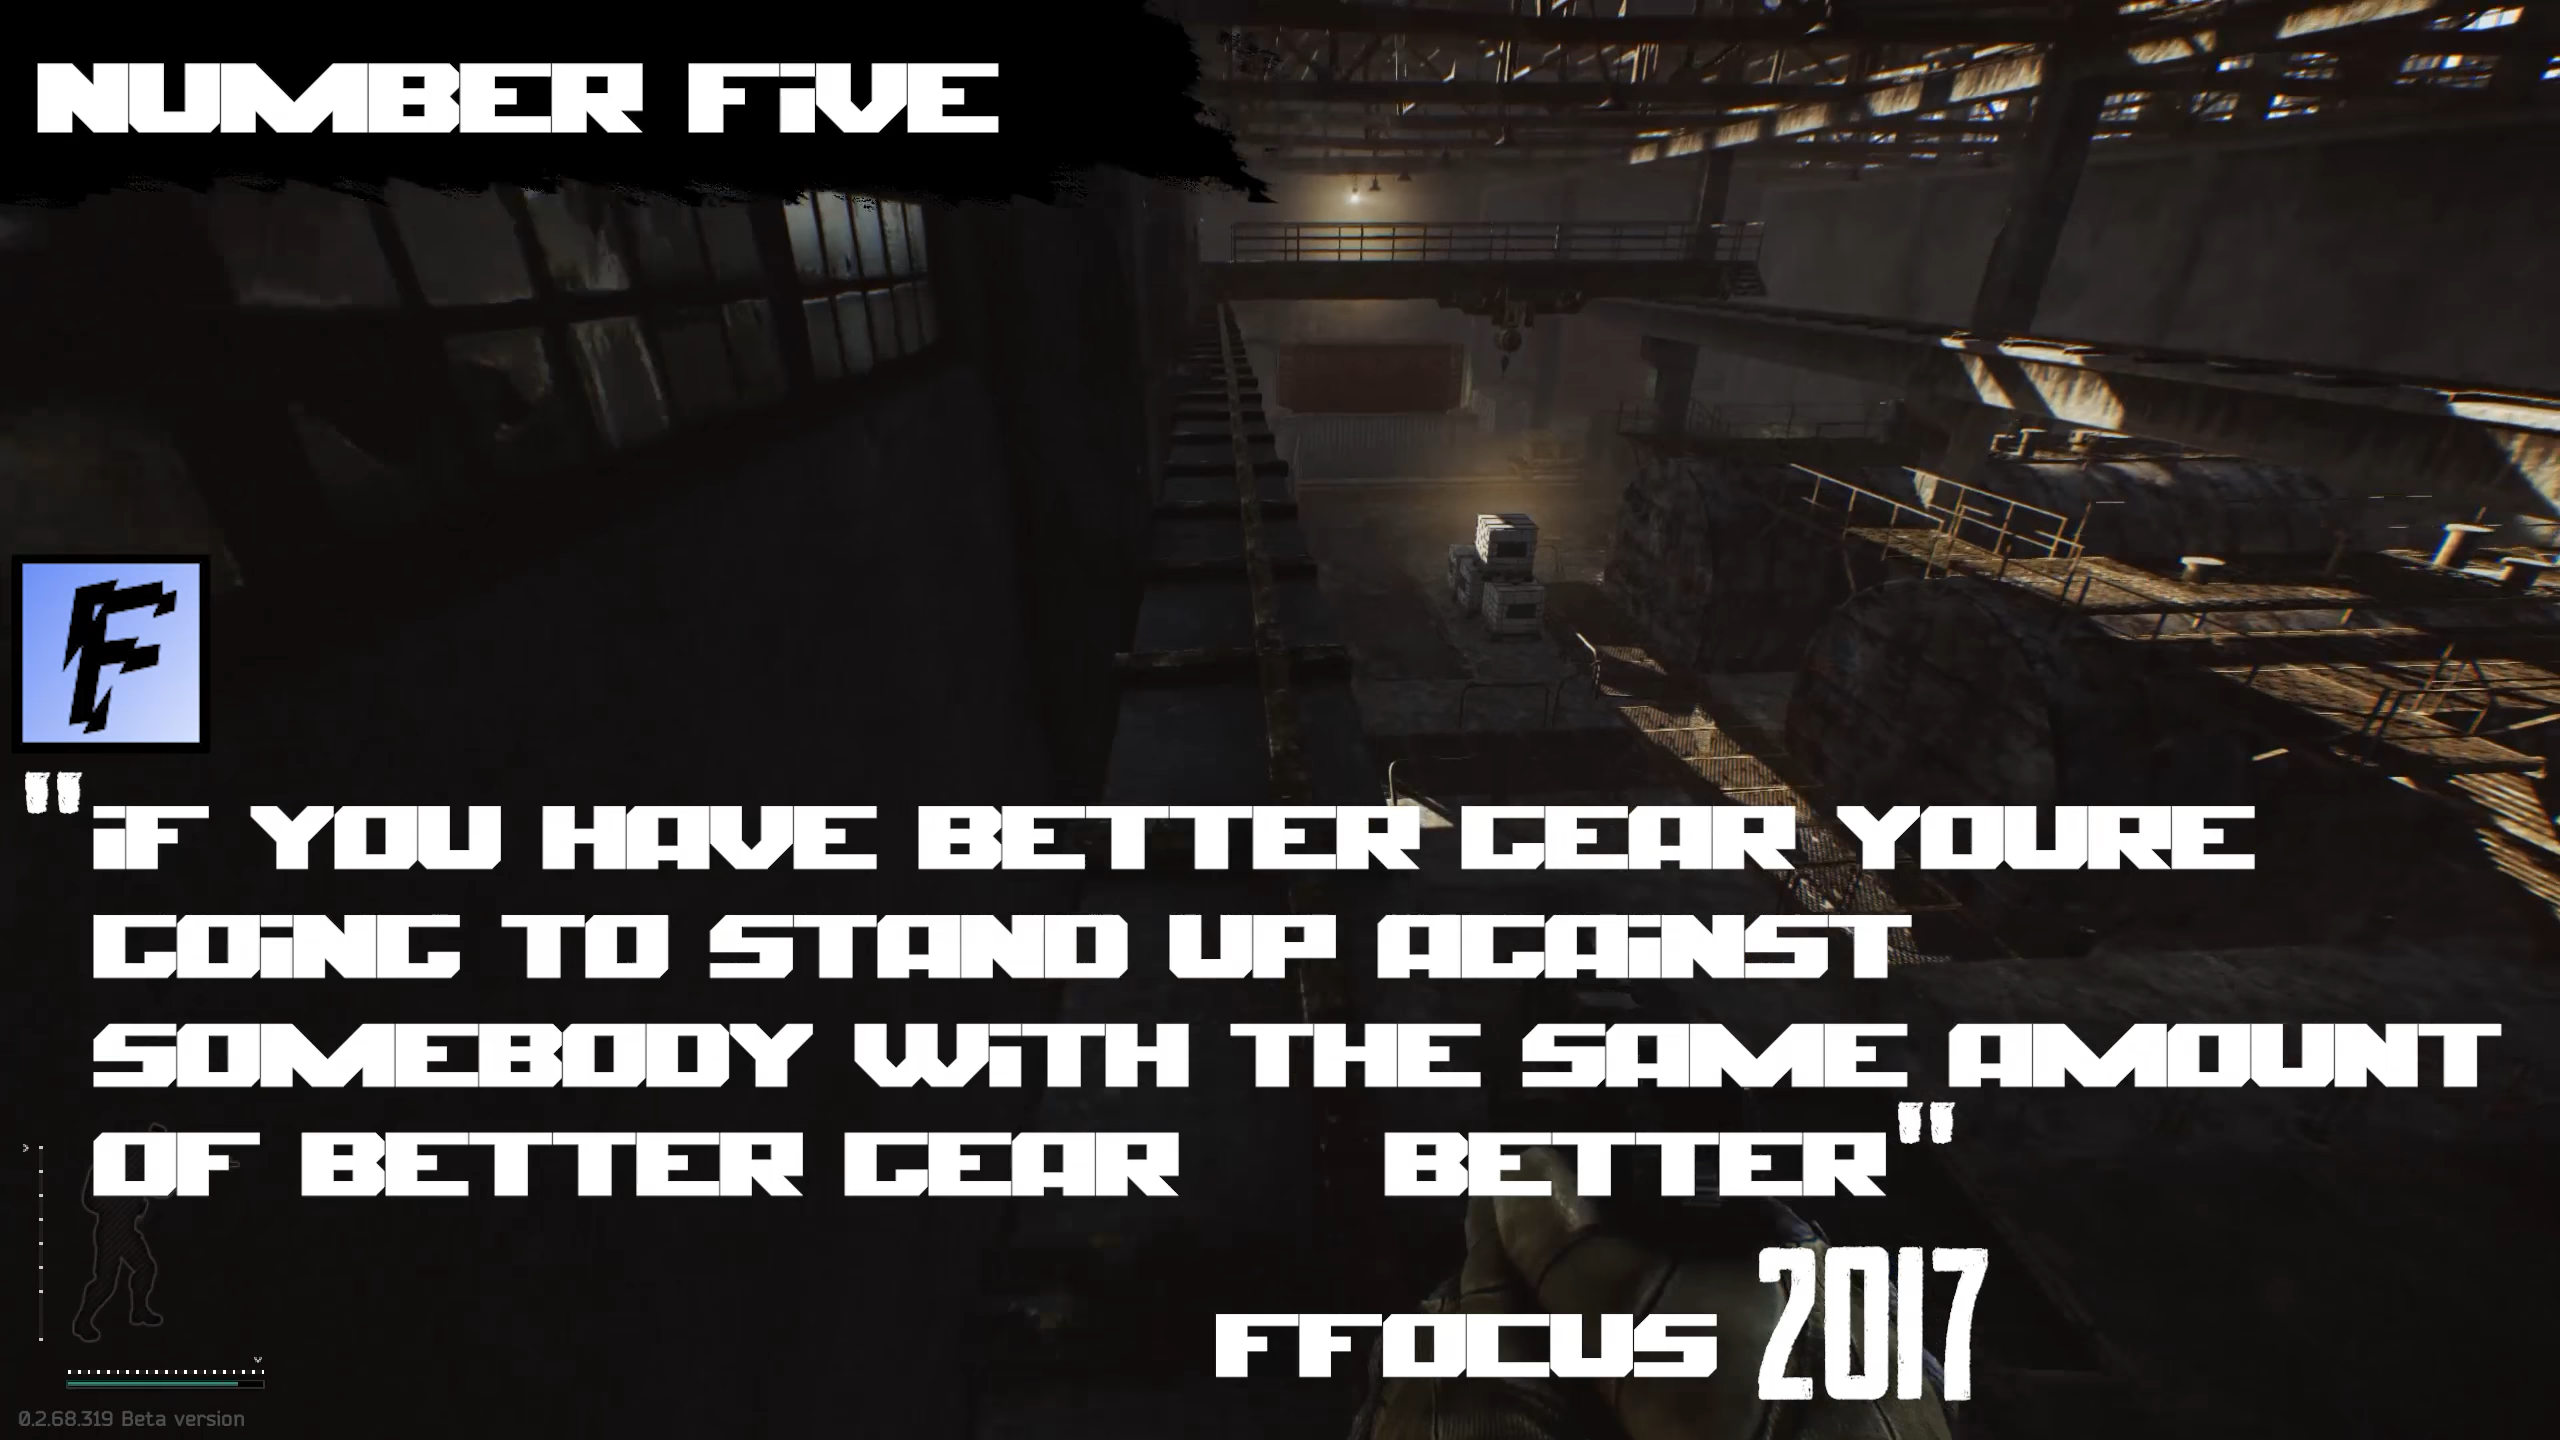 NUMBER FiVE
F
"iF YOU HAVE BETTER GEAR YOURE
GOiNG TO STAND UP AGAiNST
SOMEBODY WiTH THE SAME AMOUNT
OF BETTER GEAR BETTER"
FFOCUS 2017
0.2.68.319 Beta version